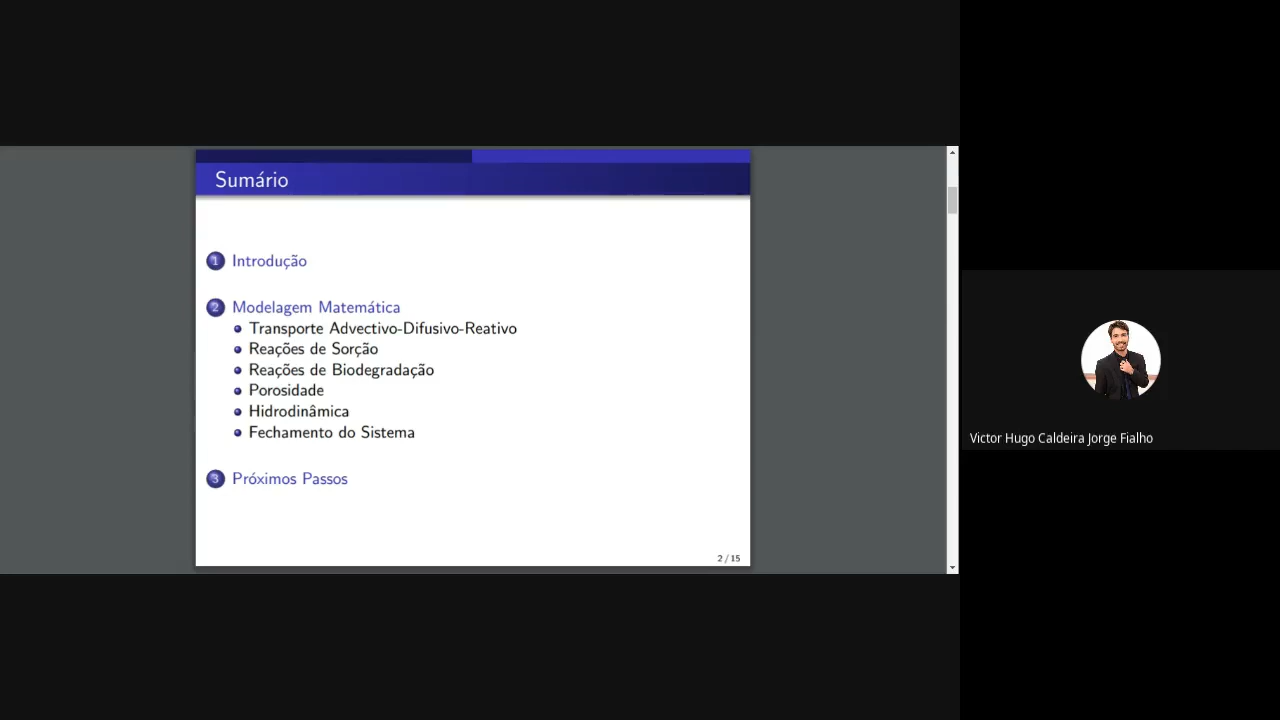 Sumário
1 Introdução
2 Modelagem Matemática
Transporte Advectivo-Difusivo-Reativo
Reações de Sorção
Reações de Biodegradação
Porosidade
Hidrodinâmica
Fechamento do Sistema
3 Próximos Passos
2 / 15
Victor Hugo Caldeira Jorge Fialho